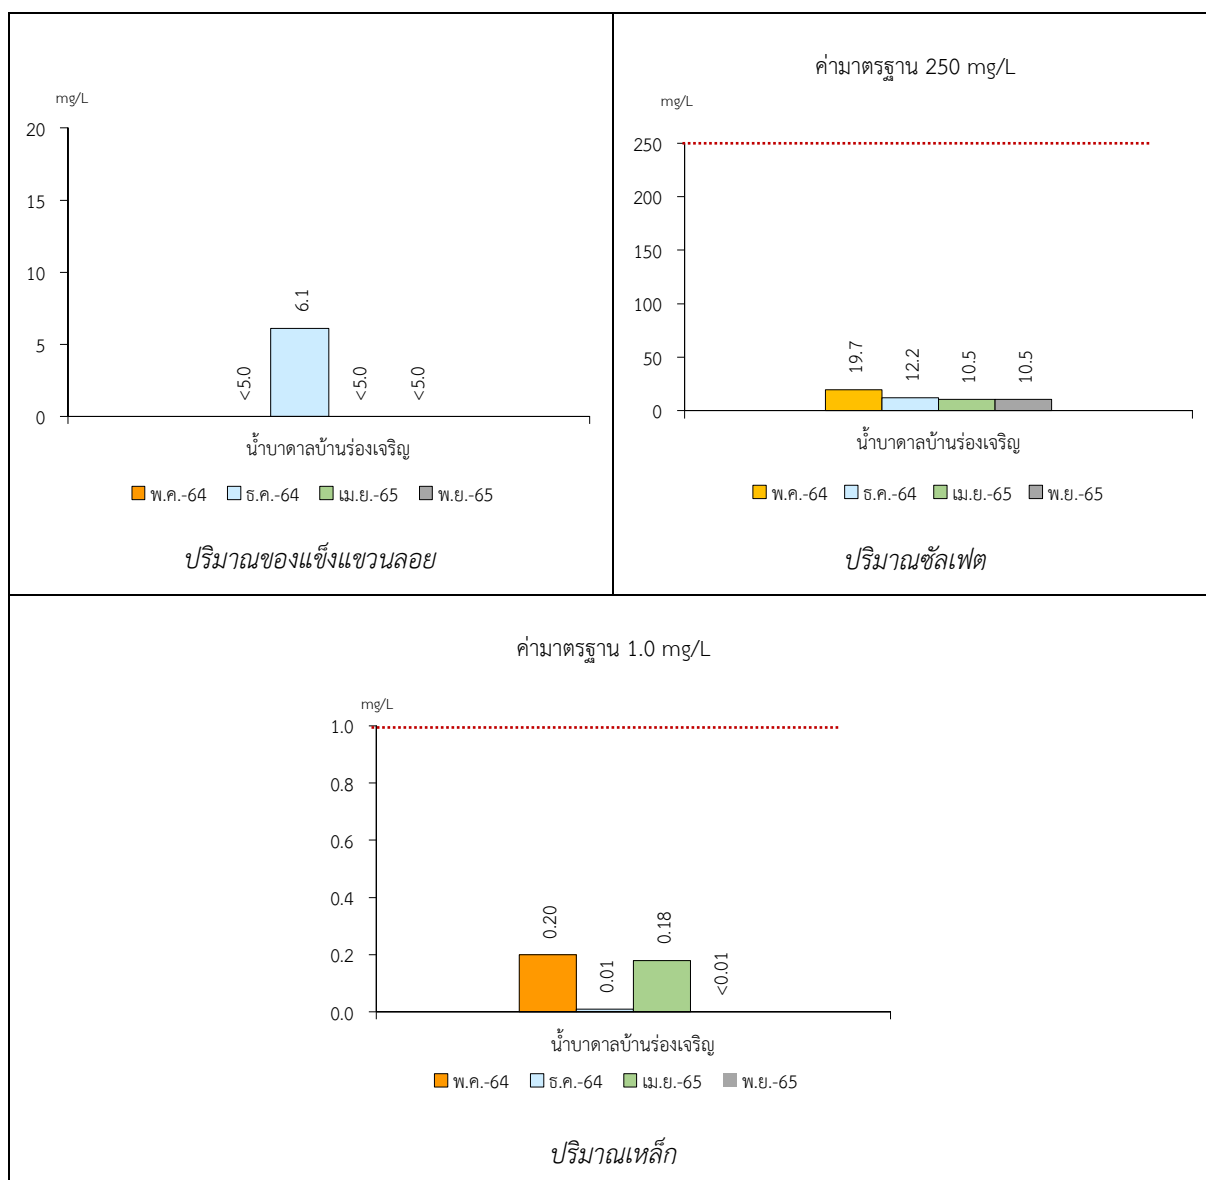 mg/L
20
15
10
5
0
<5.0
6.1
<5.0
<5.0
น้ำบาดาลบ้านร่องเจริญ
พ.ค.-64 ธ.ค.-64 เม.ย.-65 พ.ย.-65
ปริมาณของแข็งแขวนลอย
ค่ามาตรฐาน 250 mg/L
mg/L
250
200
150
100
50
0
19.7
12.2
10.5
10.5
น้ำบาดาลบ้านร่องเจริญ
พ.ค.-64 ธ.ค.-64 เม.ย.-65 พ.ย.-65
ปริมาณซัลเฟต
ค่ามาตรฐาน 1.0 mg/L
mg/L
1.0
0.8
0.6
0.4
0.2
0.0
0.20
0.01
0.18
<0.01
น้ำบาดาลบ้านร่องเจริญ
พ.ค.-64 ธ.ค.-64 เม.ย.-65 พ.ย.-65
ปริมาณเหล็ก